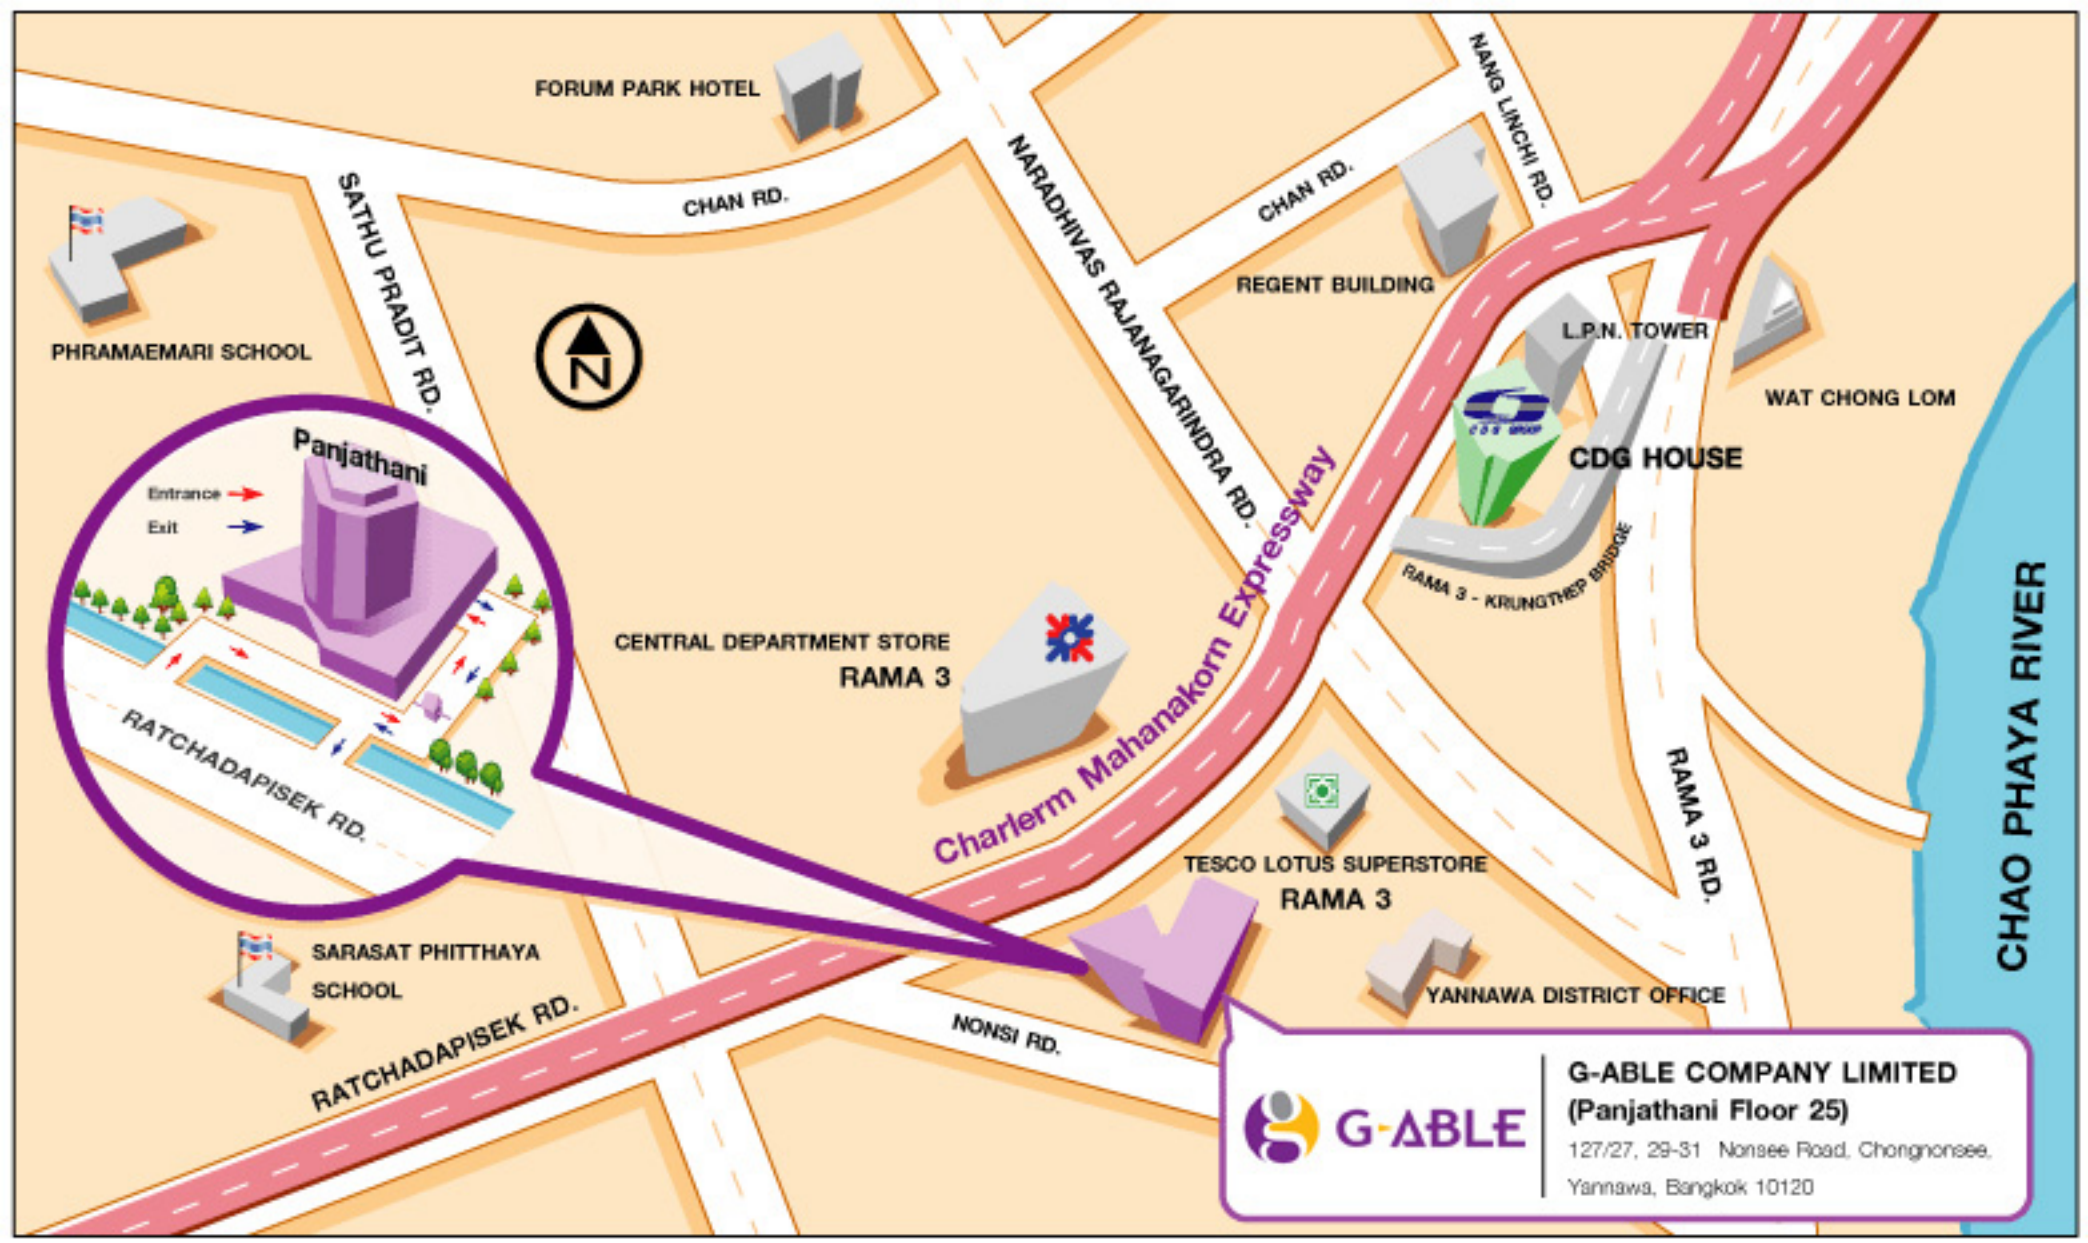 FORUM PARK HOTEL
NANG LINCHI RD.
CHAN RD.
CHAN RD.
SATHU PRADIT RD.
NARADHIVAS RAJANAGARINDRA RD.
REGENT BUILDING
PHRAMAEMARI SCHOOL
N
L.P.N. TOWER
WAT CHONG LOM
CDG GROUP
CDG HOUSE
Panjathani
Entrance
Exit
RATCHADAPISEK RD.
RAMA 3 - KRUNGTHEP BRIDGE
CENTRAL DEPARTMENT STORE
RAMA 3
Charlerm Mahanakorn Expressway
CHAO PHAYA RIVER
RAMA 3 RD.
TESCO LOTUS SUPERSTORE
RAMA 3
SARASAT PHITTHAYA
SCHOOL
YANNAWA DISTRICT OFFICE
RATCHADAPISEK RD.
NONSI RD.
G-ABLE
G-ABLE COMPANY LIMITED
(Panjathani Floor 25)
127/27, 29-31 Nonsee Road, Chongnonsee,
Yannawa, Bangkok 10120